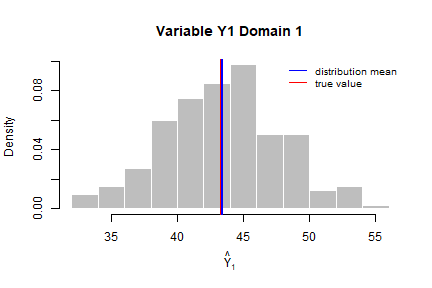 Variable Y1 Domain 1
distribution mean
true value
Density
0.00
0.04
0.08
35 40 45 50 55
Ŷ₁